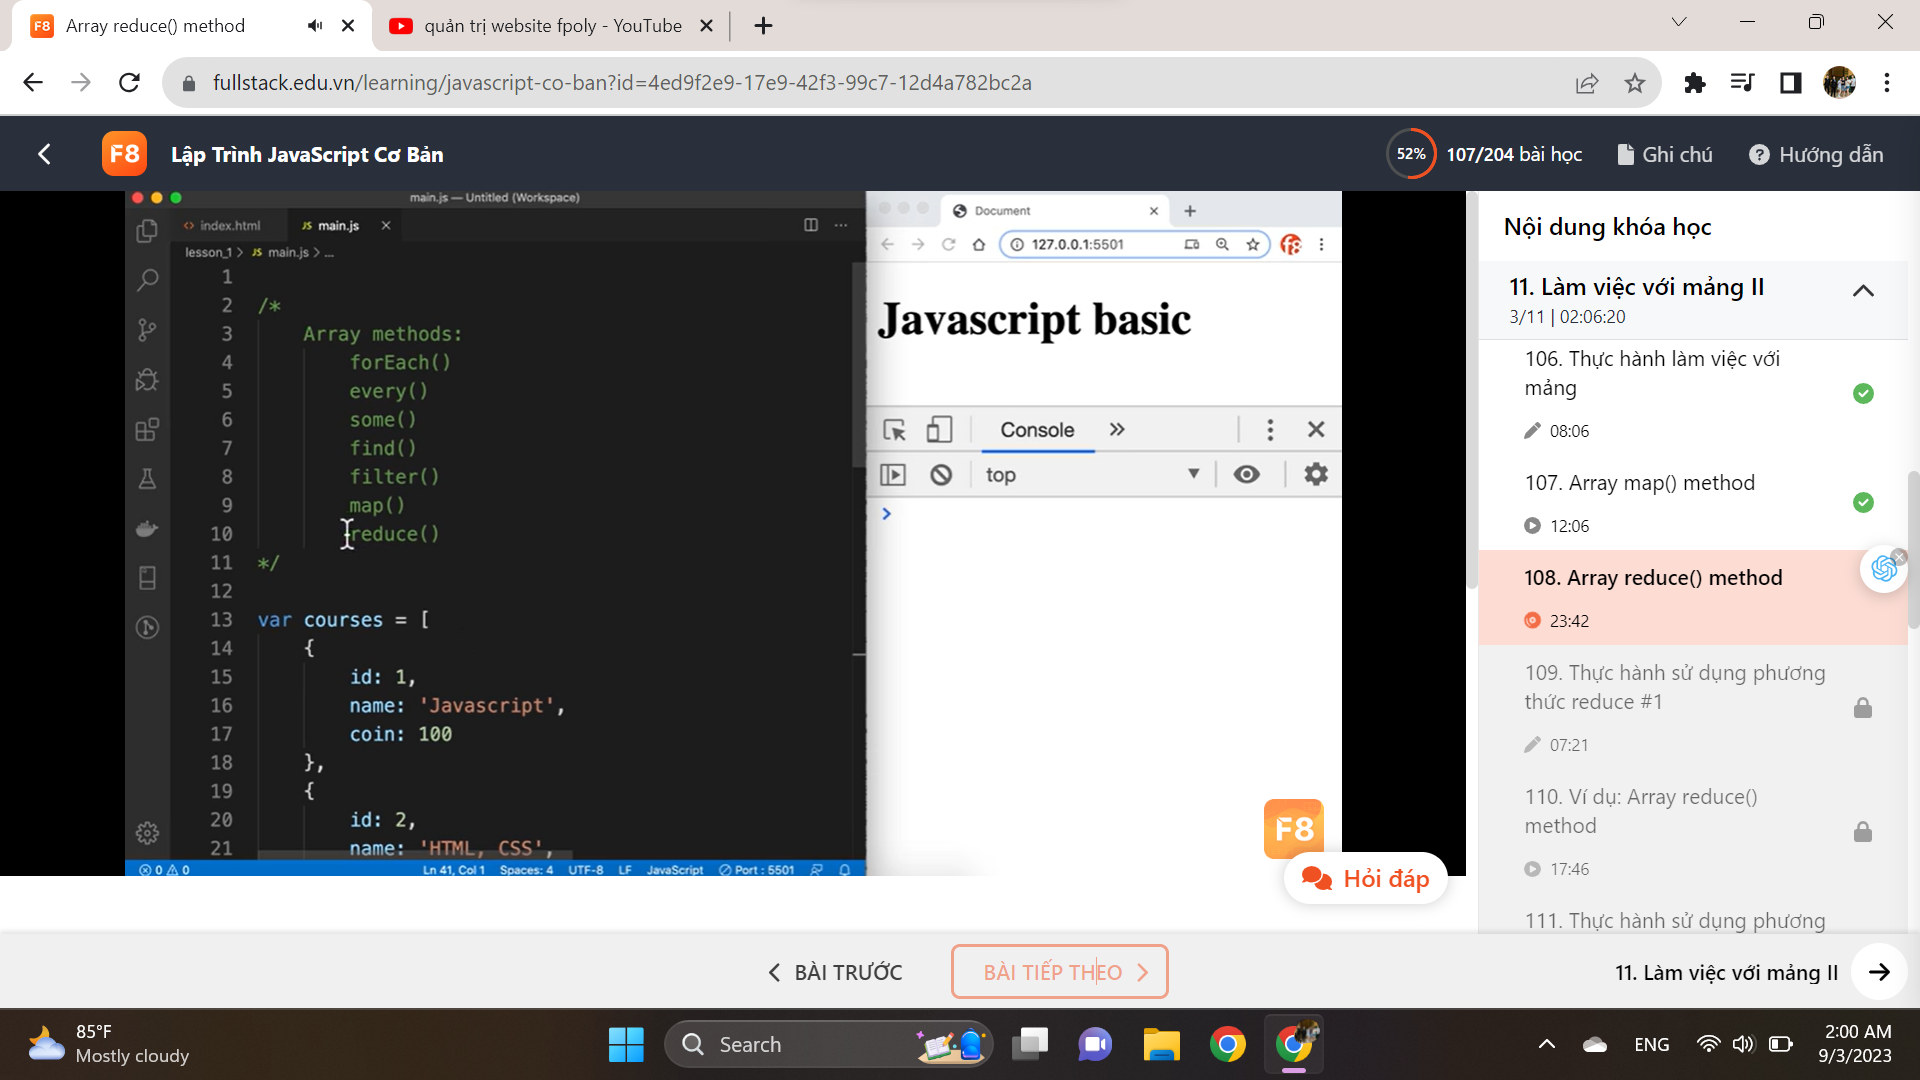 F8 Array reduce() method
quản trị website fpoly - YouTube
fullstack.edu.vn/learning/javascript-co-ban?id=4ed9f2e9-17e9-42f3-99c7-12d4a782bc2a
F8 Lập Trình JavaScript Cơ Bản
52% 107/204 bài học
Ghi chú
Hướng dẫn
main.js — Untitled (Workspace)
index.html
JS main.js
lesson_1 > JS main.js > ...
1
2 /*
3 Array methods:
4 forEach()
5 every()
6 some()
7 find()
8 filter()
9 map()
10 reduce()
11 */
12
13 var courses = [
14 {
15 id: 1,
16 name: 'Javascript',
17 coin: 100
18 },
19 {
20 id: 2,
21 name: 'HTML, CSS',
0 0
Ln 41, Col 1 Spaces: 4 UTF-8 LF JavaScript Port : 5501
Document
127.0.0.1:5501
Javascript basic
Console
top
F8
Hỏi đáp
Nội dung khóa học
11. Làm việc với mảng II
3/11 | 02:06:20
106. Thực hành làm việc với
mảng
08:06
107. Array map() method
12:06
108. Array reduce() method
23:42
109. Thực hành sử dụng phương
thức reduce #1
07:21
110. Ví dụ: Array reduce()
method
17:46
111. Thực hành sử dụng phương
BÀI TRƯỚC
BÀI TIẾP THEO
11. Làm việc với mảng II
85°F
Mostly cloudy
Search
ENG
2:00 AM
9/3/2023